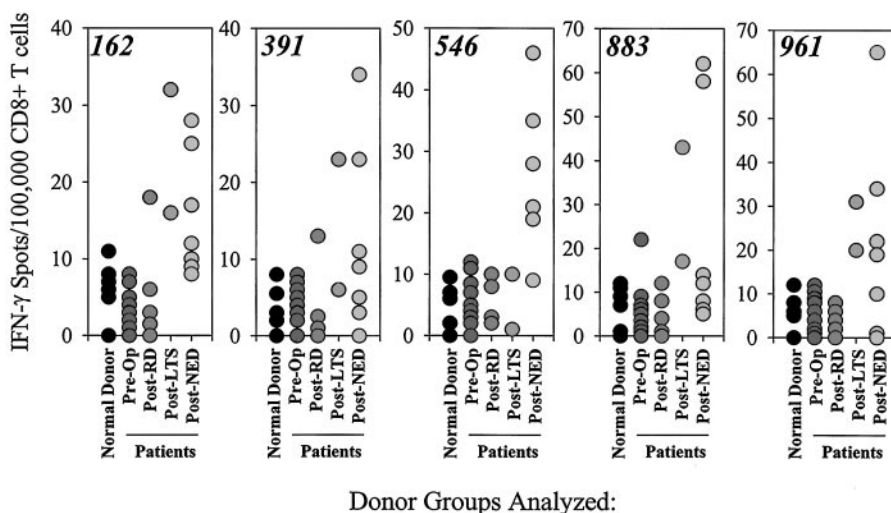 IFN-γ Spots/100,000 CD8+ T cells
162
40
30
20
10
0
Normal Donor
Pre-Op
Post-RD
Post-LTS
Post-NED
Patients
391
40
30
20
10
0
Normal Donor
Pre-Op
Post-RD
Post-LTS
Post-NED
Patients
546
50
40
30
20
10
0
Normal Donor
Pre-Op
Post-RD
Post-LTS
Post-NED
Patients
883
70
60
50
40
30
20
10
0
Normal Donor
Pre-Op
Post-RD
Post-LTS
Post-NED
Patients
961
70
60
50
40
30
20
10
0
Normal Donor
Pre-Op
Post-RD
Post-LTS
Post-NED
Patients
Donor Groups Analyzed: